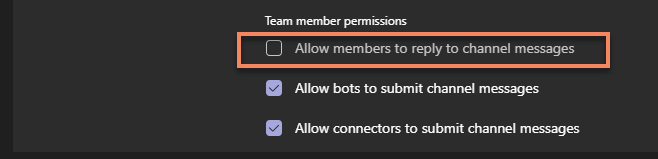 Team member permissions
Allow members to reply to channel messages
Allow bots to submit channel messages
Allow connectors to submit channel messages